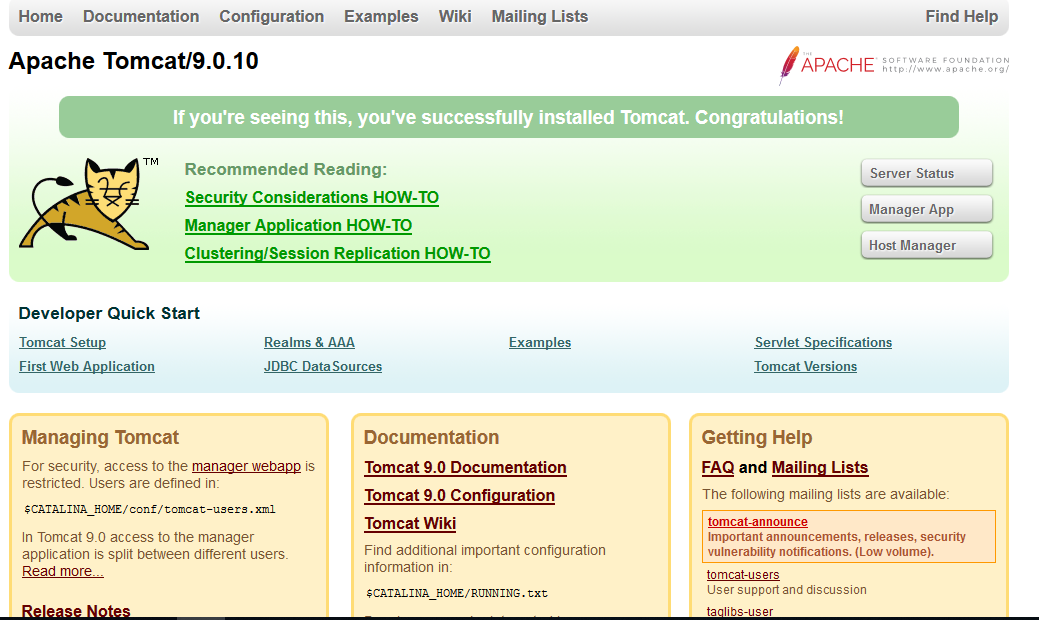 Home Documentation Configuration Examples Wiki Mailing Lists Find Help
Apache Tomcat/9.0.10
THE
APACHE SOFTWARE FOUNDATION
http://www.apache.org/
If you're seeing this, you've successfully installed Tomcat. Congratulations!
TM
Recommended Reading:
Security Considerations HOW-TO
Manager Application HOW-TO
Clustering/Session Replication HOW-TO
Server Status
Manager App
Host Manager
Developer Quick Start
Tomcat Setup
First Web Application
Realms & AAA
JDBC DataSources
Examples
Servlet Specifications
Tomcat Versions
Managing Tomcat
For security, access to the manager webapp is
restricted. Users are defined in:
$CATALINA_HOME/conf/tomcat-users.xml
In Tomcat 9.0 access to the manager
application is split between different users.
Read more...
Release Notes
Documentation
Tomcat 9.0 Documentation
Tomcat 9.0 Configuration
Tomcat Wiki
Find additional important configuration
information in:
$CATALINA_HOME/RUNNING.txt
Getting Help
FAQ and Mailing Lists
The following mailing lists are available:
tomcat-announce
Important announcements, releases, security
vulnerability notifications. (Low volume).
tomcat-users
User support and discussion
taglibs-user